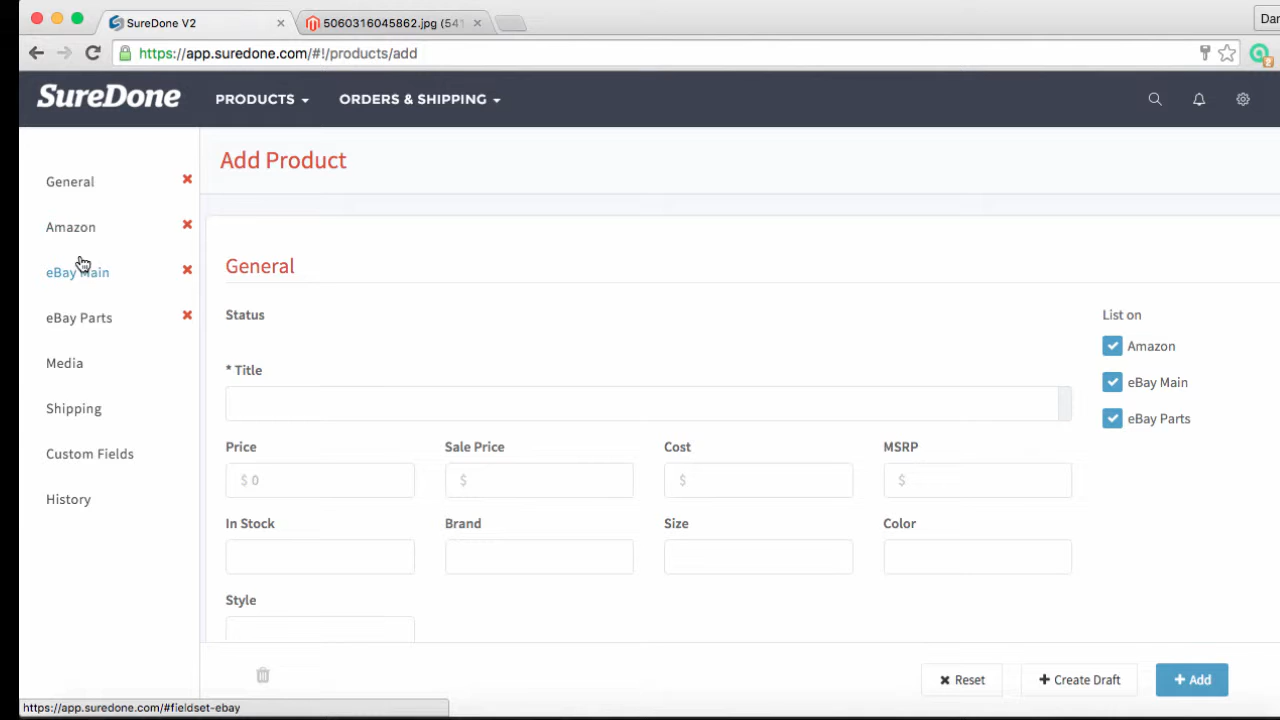 SureDone V2
5060316045862.jpg (541
Dar
https://app.suredone.com/#!/products/add
SureDone
PRODUCTS
ORDERS & SHIPPING
General
Amazon
eBay Main
eBay Parts
Media
Shipping
Custom Fields
History
Add Product
General
Status
List on
Amazon
eBay Main
eBay Parts
* Title
Price
Sale Price
Cost
MSRP
$ 0
$
$
$
In Stock
Brand
Size
Color
Style
Reset
Create Draft
Add
https://app.suredone.com/#fieldset-ebay